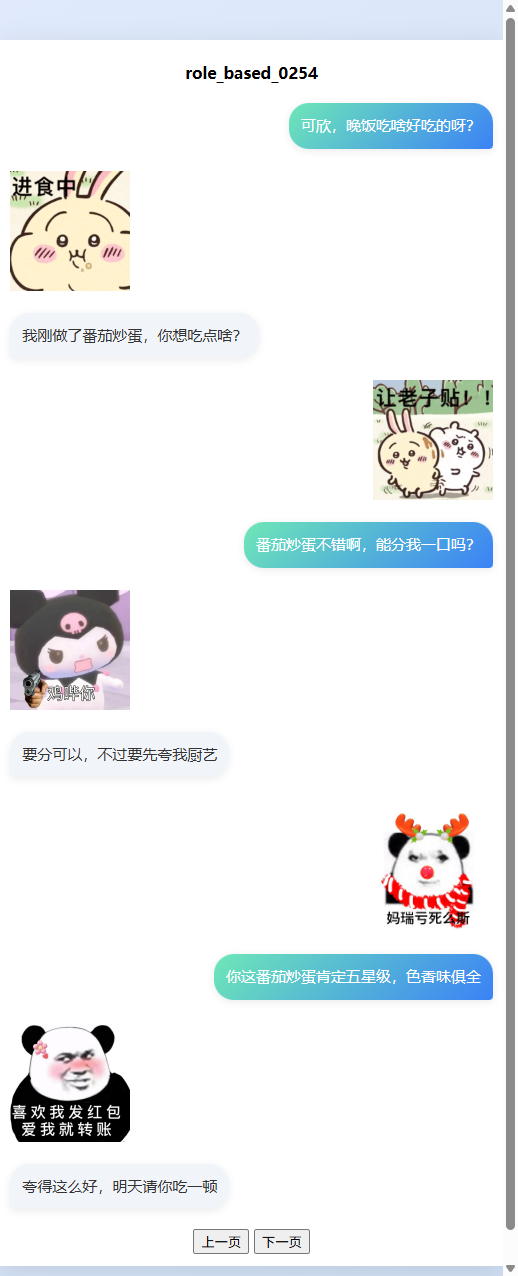 role_based_0254
可欣，晚饭吃啥好吃的呀？
进食中
我刚做了番茄炒蛋，你想吃点啥？
让老子贴！！
番茄炒蛋不错啊，能分我一口吗？
鸡哔你
要分可以，不过要先夸我厨艺
妈瑞亏死么斯
你这番茄炒蛋肯定五星级，色香味俱全
喜欢我发红包
爱我就转账
夸得这么好，明天请你吃一顿
上一页 下一页